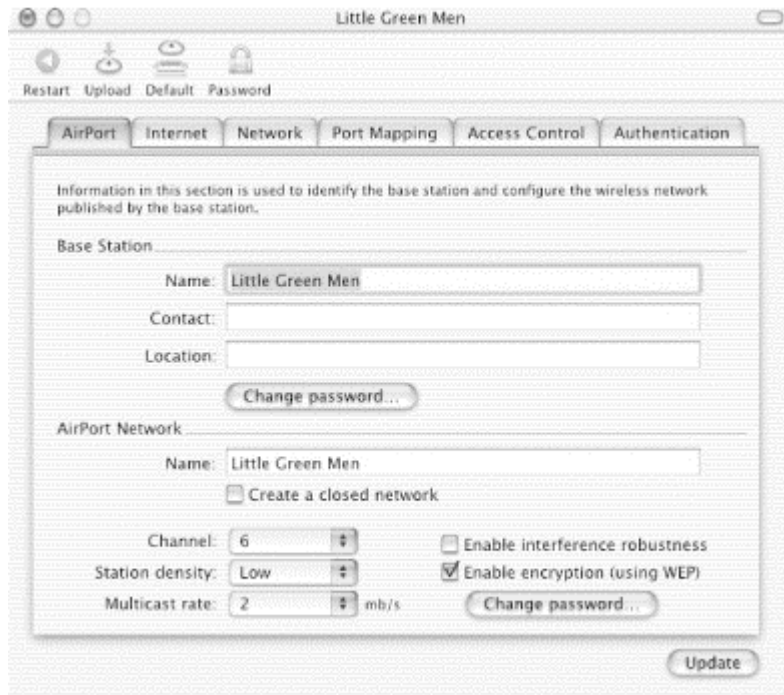 Little Green Men
Restart Upload Default Password
AirPort Internet Network Port Mapping Access Control Authentication
Information in this section is used to identify the base station and configure the wireless network
published by the base station.
Base Station
Name: Little Green Men
Contact:
Location:
Change password...
AirPort Network
Name: Little Green Men
Create a closed network
Channel: 6 Enable interference robustness
Station density: Low Enable encryption (using WEP)
Multicast rate: 2 mb/s Change password...
Update